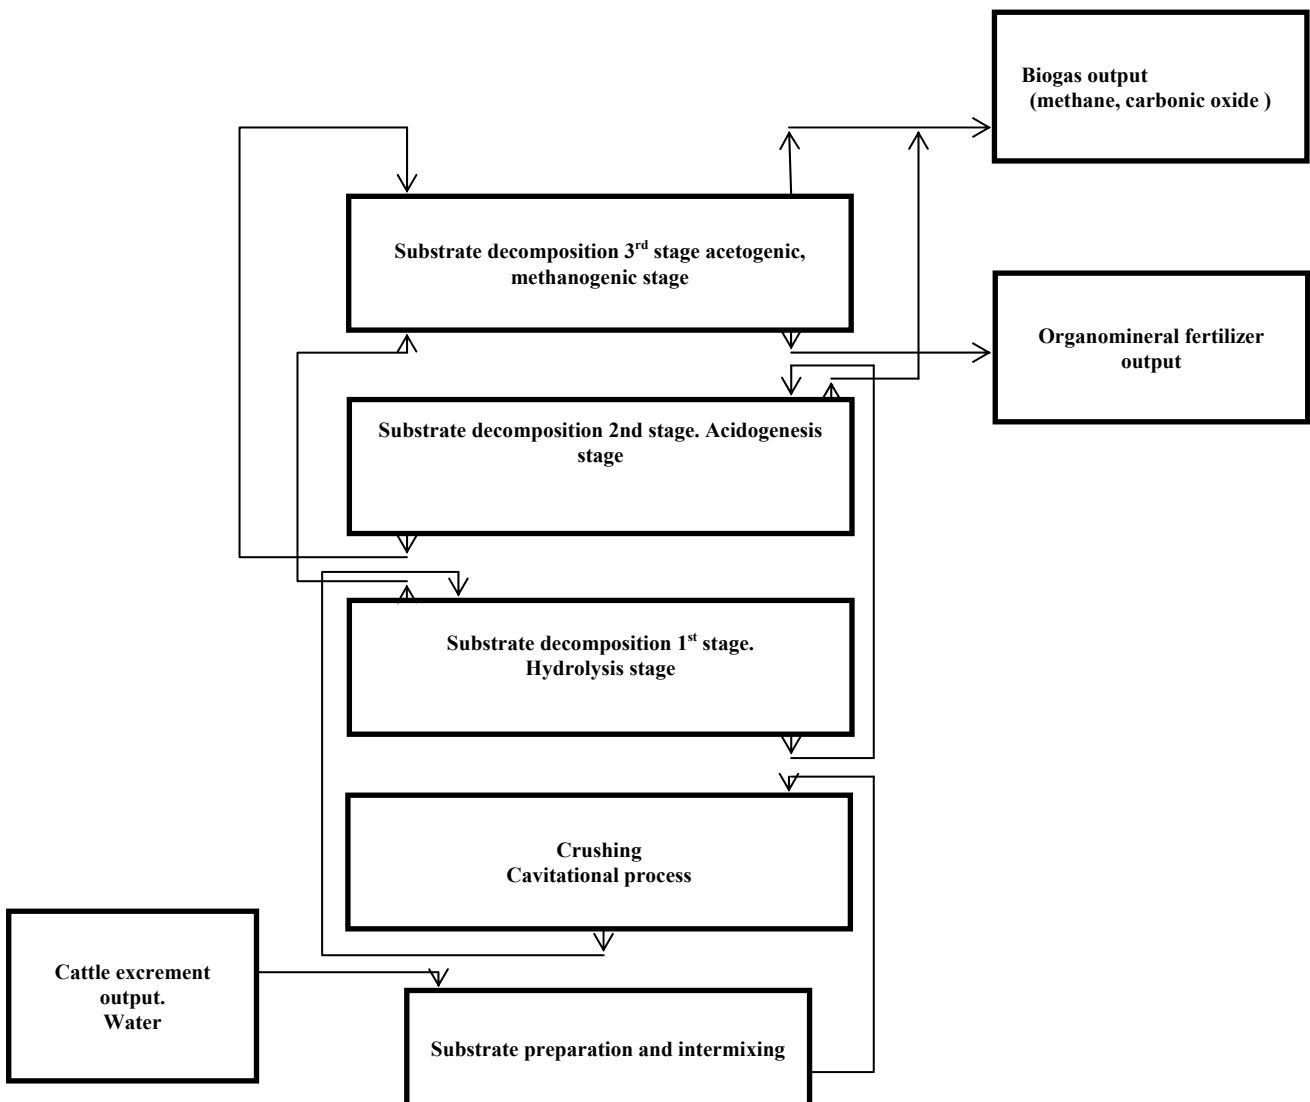 Biogas output
(methane, carbonic oxide )
Substrate decomposition 3rd stage acetogenic,
methanogenic stage
Organomineral fertilizer
output
Substrate decomposition 2nd stage. Acidogenesis
stage
Substrate decomposition 1st stage.
Hydrolysis stage
Crushing
Cavitational process
Cattle excrement
output.
Water
Substrate preparation and intermixing